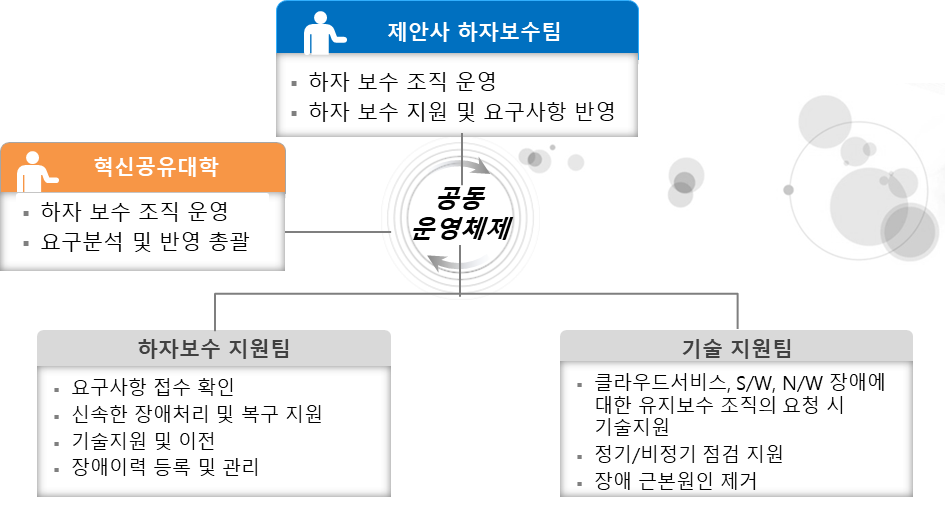 제안사 하자보수팀
▪ 하자 보수 조직 운영
▪ 하자 보수 지원 및 요구사항 반영
혁신공유대학
▪ 하자 보수 조직 운영
▪ 요구분석 및 반영 총괄
공동
운영체제
하자보수 지원팀
▪ 요구사항 접수 확인
▪ 신속한 장애처리 및 복구 지원
▪ 기술지원 및 이전
▪ 장애이력 등록 및 관리
기술 지원팀
▪ 클라우드서비스, S/W, N/W 장애에
대한 유지보수 조직의 요청 시
기술지원
▪ 정기/비정기 점검 지원
▪ 장애 근본원인 제거